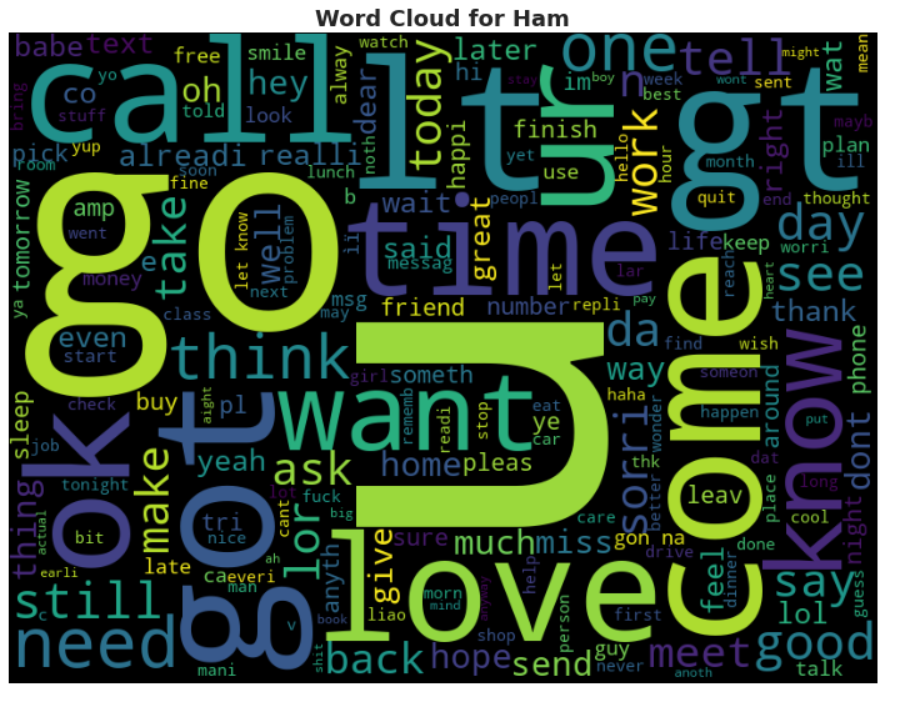 Word Cloud for Ham
babe text free smile alway watch later one tell might wat mean
call yo hey dear today hi im boy n week wont sent
co oh told look lt ur best stay gt
bring stuff finish hello work right mayb
pick yup alreadi realli noth happi yet use hour month plan ill
room soon lunch peopl end
go fine b wait time quit thought
amp take let know well great life keep day
tomorrow went e problem lii said messag let lar reach worri see
money next msg number repli pay heart
ya class may friend da come thank
even think find wish know phone
start girl someth way someon around
sleep check buy aight pl want rememb readi stop eat ye car haha sorri wonder happen put dont
job yeah ask home pleas thk dat
ok got tonight make lot fuck big better leav place long
thing actual bit tri nice cant lor care cool night
late ah anyth give sure much miss gon na drive done
earli ca everi man love help feel dinner say guess
still c v book liao morn mind anyway person first lol
need shop guy
mani shit back hope send never meet anoth good talk